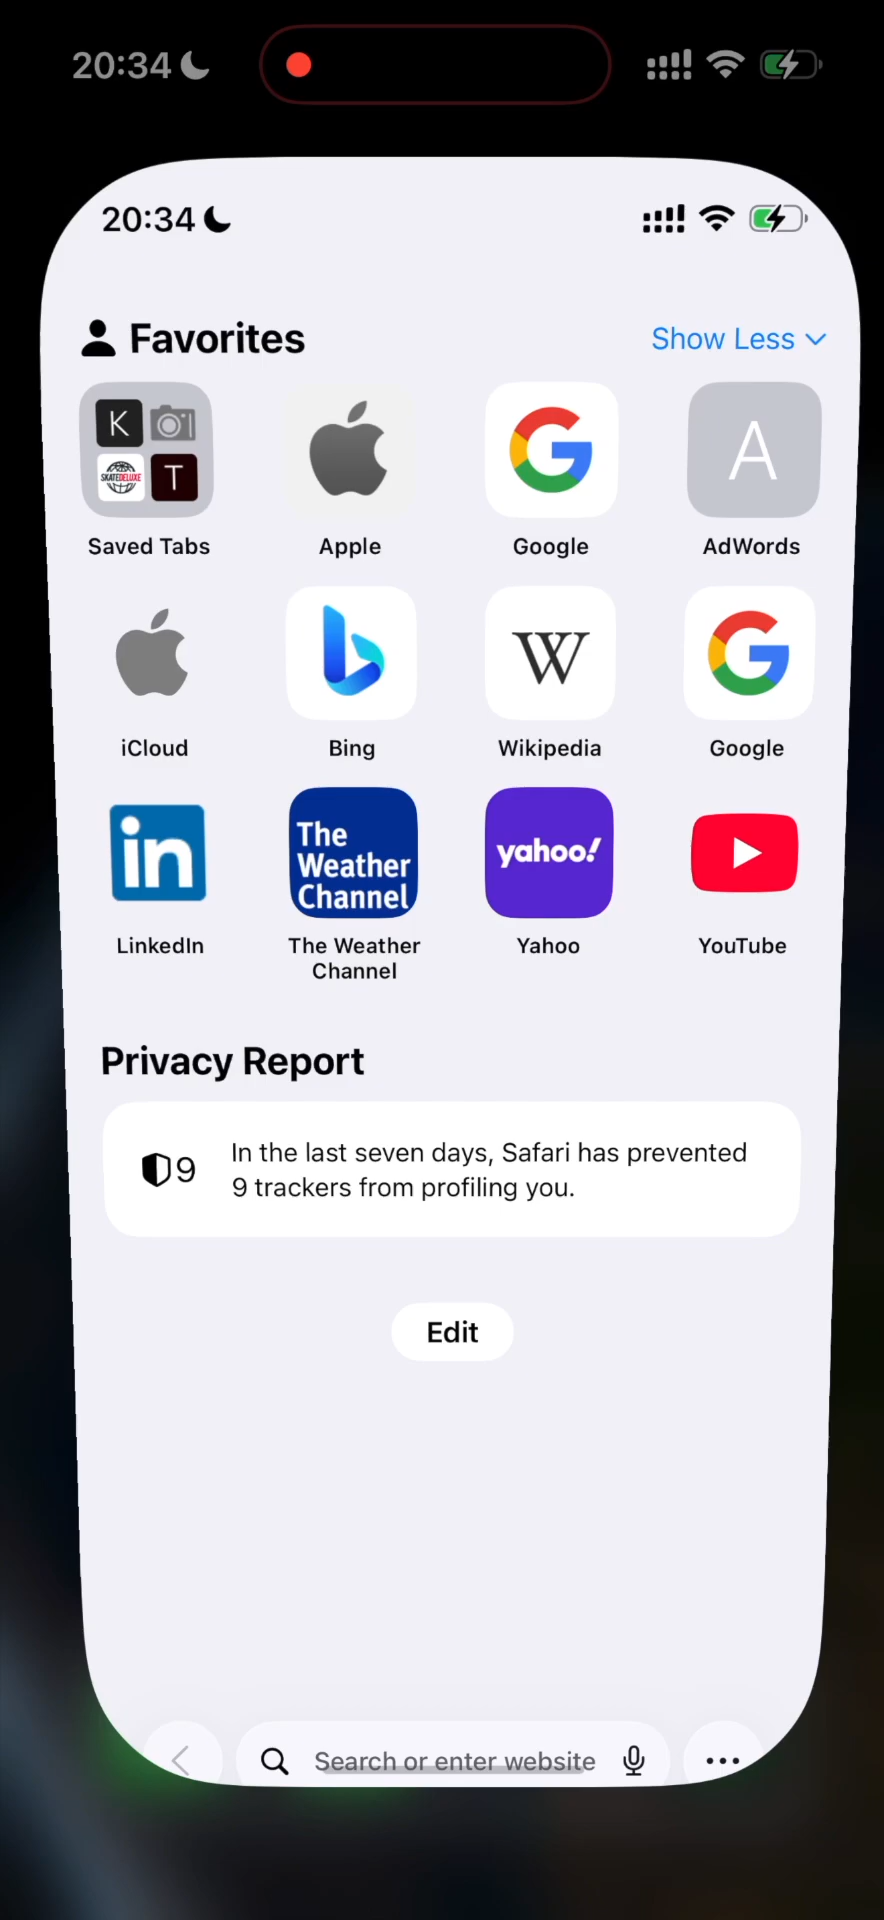 20:34
20:34
Favorites
Show Less
K
SKATEDELUXE
T
A
Saved Tabs
Apple
Google
AdWords
W
iCloud
Bing
Wikipedia
Google
in
The
Weather
Channel
yahoo!
LinkedIn
The Weather
Channel
Yahoo
YouTube
Privacy Report
9
In the last seven days, Safari has prevented
9 trackers from profiling you.
Edit
Search or enter website